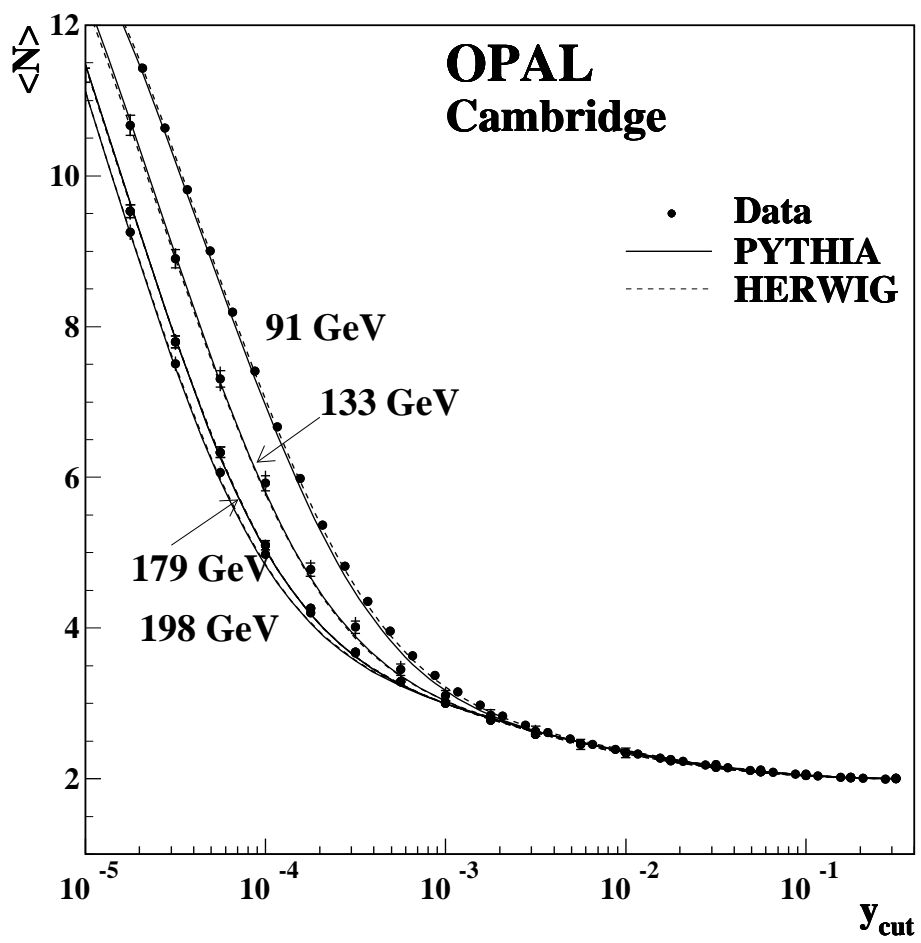 12
10
8
6
4
2
<N>
OPAL
Cambridge
Data
PYTHIA
HERWIG
91 GeV
133 GeV
179 GeV
198 GeV
10^-5
10^-4
10^-3
10^-2
10^-1
y_cut